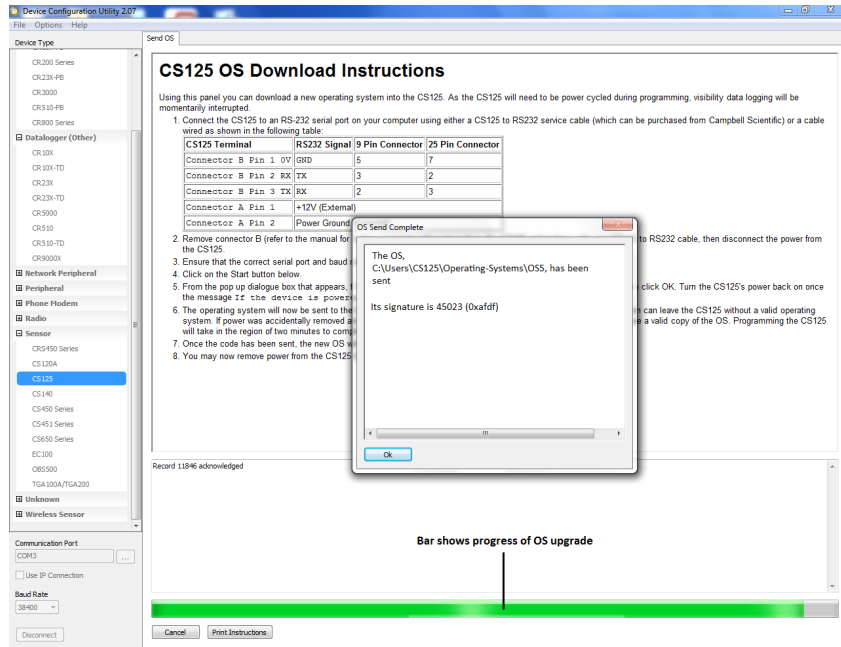 Device Configuration Utility 2.07
File Options Help
Device Type
CR200 Series
CR23X-PB
CR3000
CR510-PB
CR800 Series
Datalogger (Other)
CR10X
CR10X-TD
CR23X
CR23X-TD
CR5000
CR510
CR510-TD
CR9000X
Network Peripheral
Peripheral
Phone Modem
Radio
Sensor
CRS450 Series
CS120A
CS125
CS140
CS450 Series
CS451 Series
CS650 Series
EC100
OBS500
TGA100A/TGA200
Unknown
Wireless Sensor
Communication Port
COM3
...
Use IP Connection
Baud Rate
38400
Disconnect
Send OS
CS125 OS Download Instructions
Using this panel you can download a new operating system into the CS125. As the CS125 will need to be power cycled during programming, visibility data logging will be
momentarily interrupted.
1. Connect the CS125 to an RS-232 serial port on your computer using either a CS125 to RS232 service cable (which can be purchased from Campbell Scientific) or a cable
wired as shown in the following table:
CS125 Terminal RS232 Signal 9 Pin Connector 25 Pin Connector
Connector B Pin 1 0V GND 5 7
Connector B Pin 2 RX TX 3 2
Connector B Pin 3 TX RX 2 3
Connector A Pin 1 +12V (External)
Connector A Pin 2 Power Ground
2. Remove connector B (refer to the manual for to RS232 cable, then disconnect the power from
the CS125.
3. Ensure that the correct serial port and baud
4. Click on the Start button below.
5. From the pop up dialogue box that appears, click OK. Turn the CS125's power back on once
the message If the device is power
6. The operating system will now be sent to the can leave the CS125 without a valid operating
system. If power was accidentally removed a valid copy of the OS. Programming the CS125
will take in the region of two minutes to
7. Once the code has been sent, the new OS
8. You may now remove power from the CS125
OS Send Complete
The OS,
C:\Users\CS125\Operating-Systems\OS5, has been
sent
Its signature is 45023 (0xafdf)
Ok
Record 11846 acknowledged
Bar shows progress of OS upgrade
Cancel Print Instructions